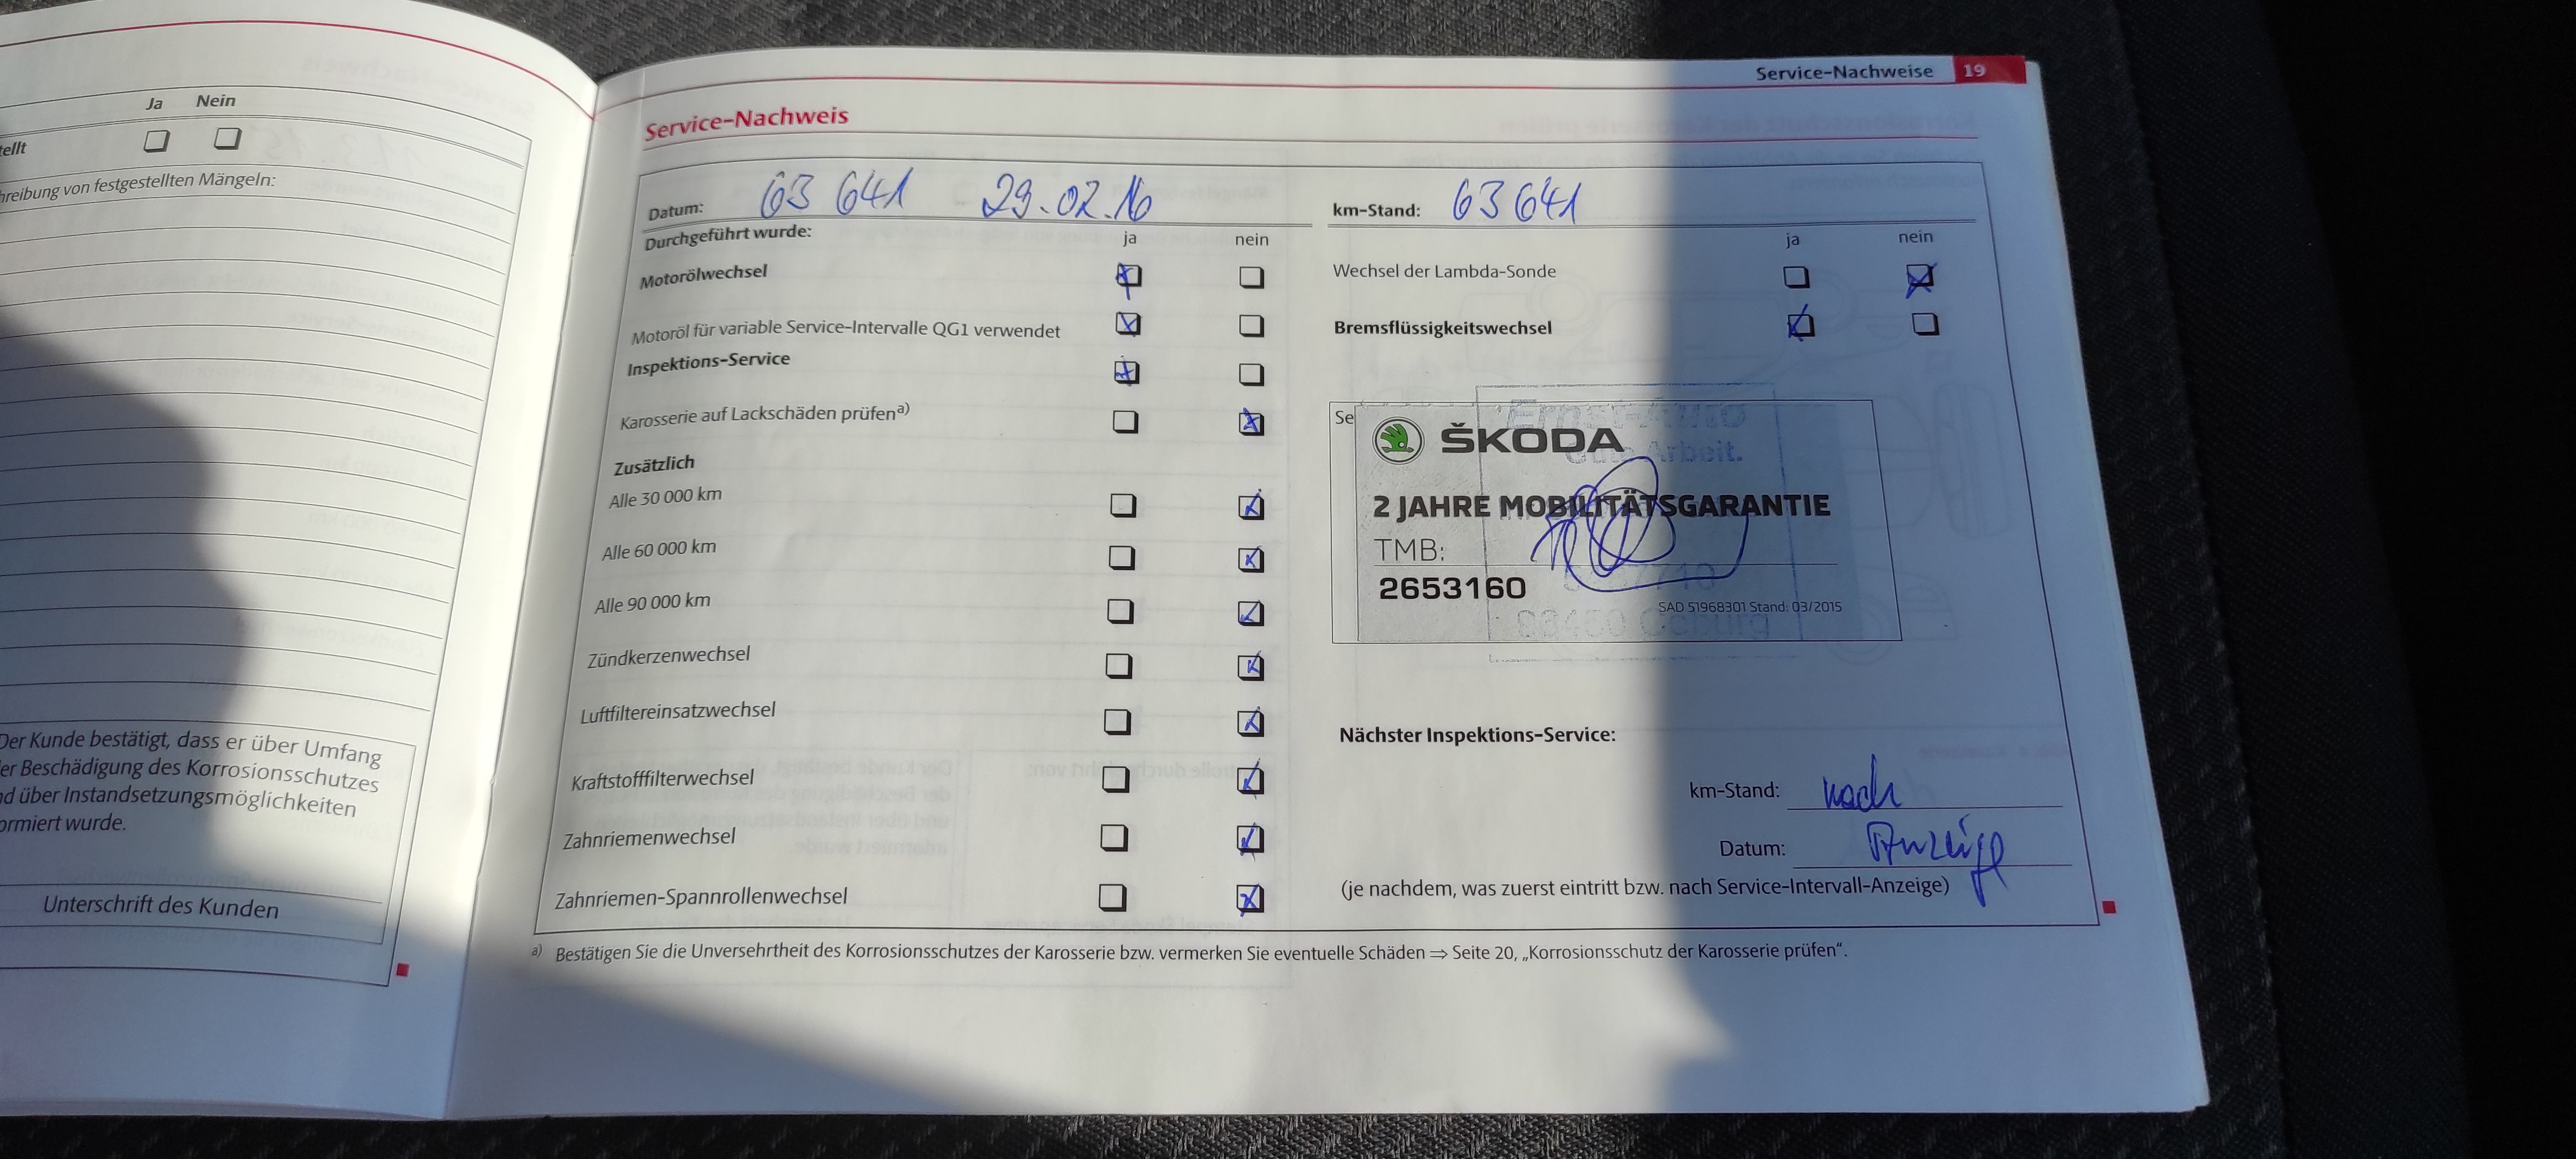 Ja Nein
tellt
hreibung von festgestellten Mängeln:
Der Kunde bestätigt, dass er über Umfang
er Beschädigung des Korrosionsschutzes
nd über Instandsetzungsmöglichkeiten
ormiert wurde.
Unterschrift des Kunden
Service-Nachweise 19
Service-Nachweis
Datum: 63 641 29.02.16
km-Stand: 63641
Durchgeführt wurde: ja nein
Motorölwechsel
Motoröl für variable Service-Intervalle QG1 verwendet
Inspektions-Service
Karosserie auf Lackschäden prüfen a)
Zusätzlich
Alle 30 000 km
Alle 60 000 km
Alle 90 000 km
Zündkerzenwechsel
Luftfiltereinsatzwechsel
Kraftstofffilterwechsel
Zahnriemenwechsel
Zahnriemen-Spannrollenwechsel
ja nein
Wechsel der Lambda-Sonde
Bremsflüssigkeitswechsel
Se
Ernst-Auto
ŠKODA
Arbeit.
2 JAHRE MOBILITÄTSGARANTIE
TMB:
2653160
SAD 51968301 Stand: 03/2015
Coburg
Nächster Inspektions-Service:
km-Stand: nach
Datum: Anzeige
(je nachdem, was zuerst eintritt bzw. nach Service-Intervall-Anzeige)
a) Bestätigen Sie die Unversehrtheit des Korrosionsschutzes der Karosserie bzw. vermerken Sie eventuelle Schäden ⇒ Seite 20, „Korrosionsschutz der Karosserie prüfen“.